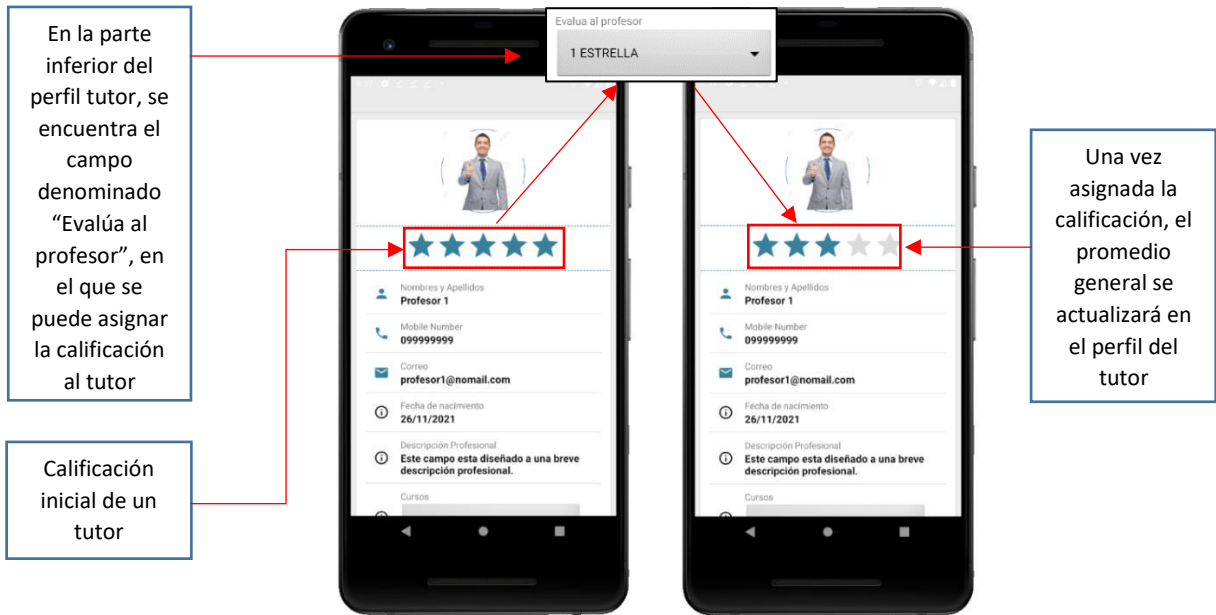 En la parte
inferior del
perfil tutor, se
encuentra el
campo
denominado
“Evalúa al
profesor”, en
el que se
puede asignar
la calificación
al tutor
Calificación
inicial de un
tutor
Evalua al profesor
1 ESTRELLA
Nombres y Apellidos
Profesor 1
Mobile Number
099999999
Correo
profesor1@nomail.com
Fecha de nacimiento
26/11/2021
Descripción Profesional
Este campo esta diseñado a una breve
descripción profesional.
Cursos
Nombres y Apellidos
Profesor 1
Mobile Number
099999999
Correo
profesor1@nomail.com
Fecha de nacimiento
26/11/2021
Descripción Profesional
Este campo esta diseñado a una breve
descripción profesional.
Cursos
Una vez
asignada la
calificación, el
promedio
general se
actualizará en
el perfil del
tutor